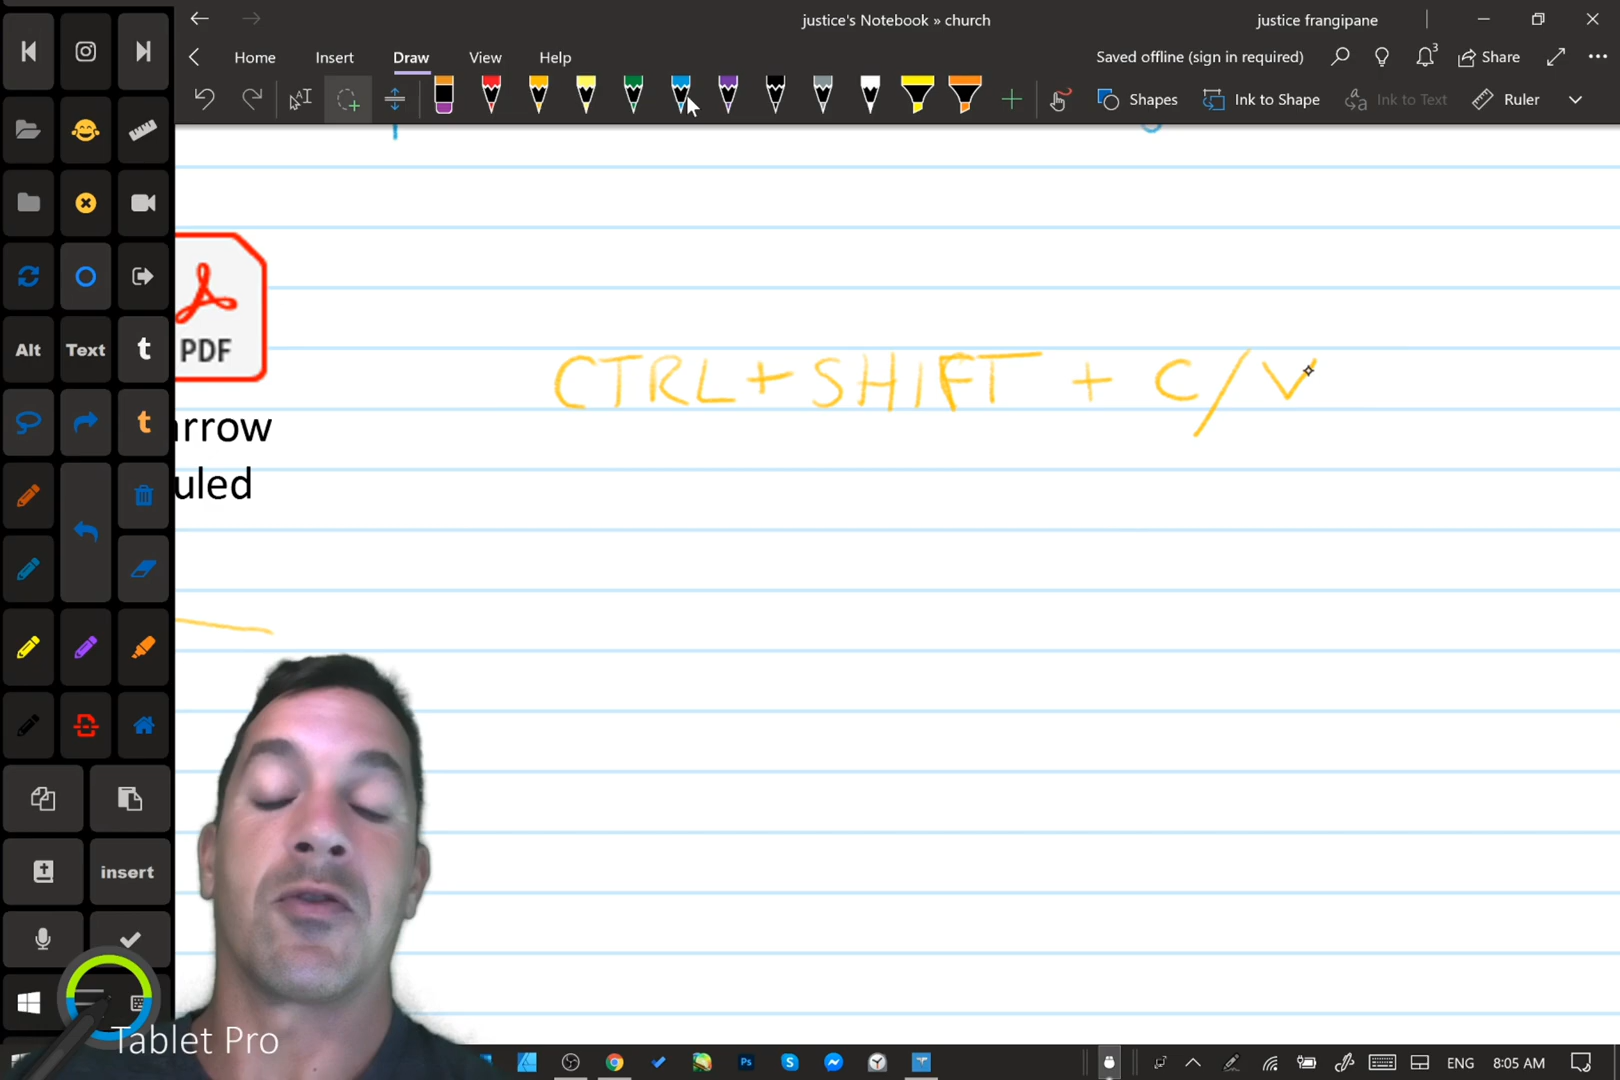 justice's Notebook » church
justice frangipane
Home Insert Draw View Help
Saved offline (sign in required)
Share
Shapes Ink to Shape Ink to Text Ruler
Alt Text t
PDF
CTRL+SHIFT + C/V
t
arrow
uled
insert
Tablet Pro
ENG 8:05 AM